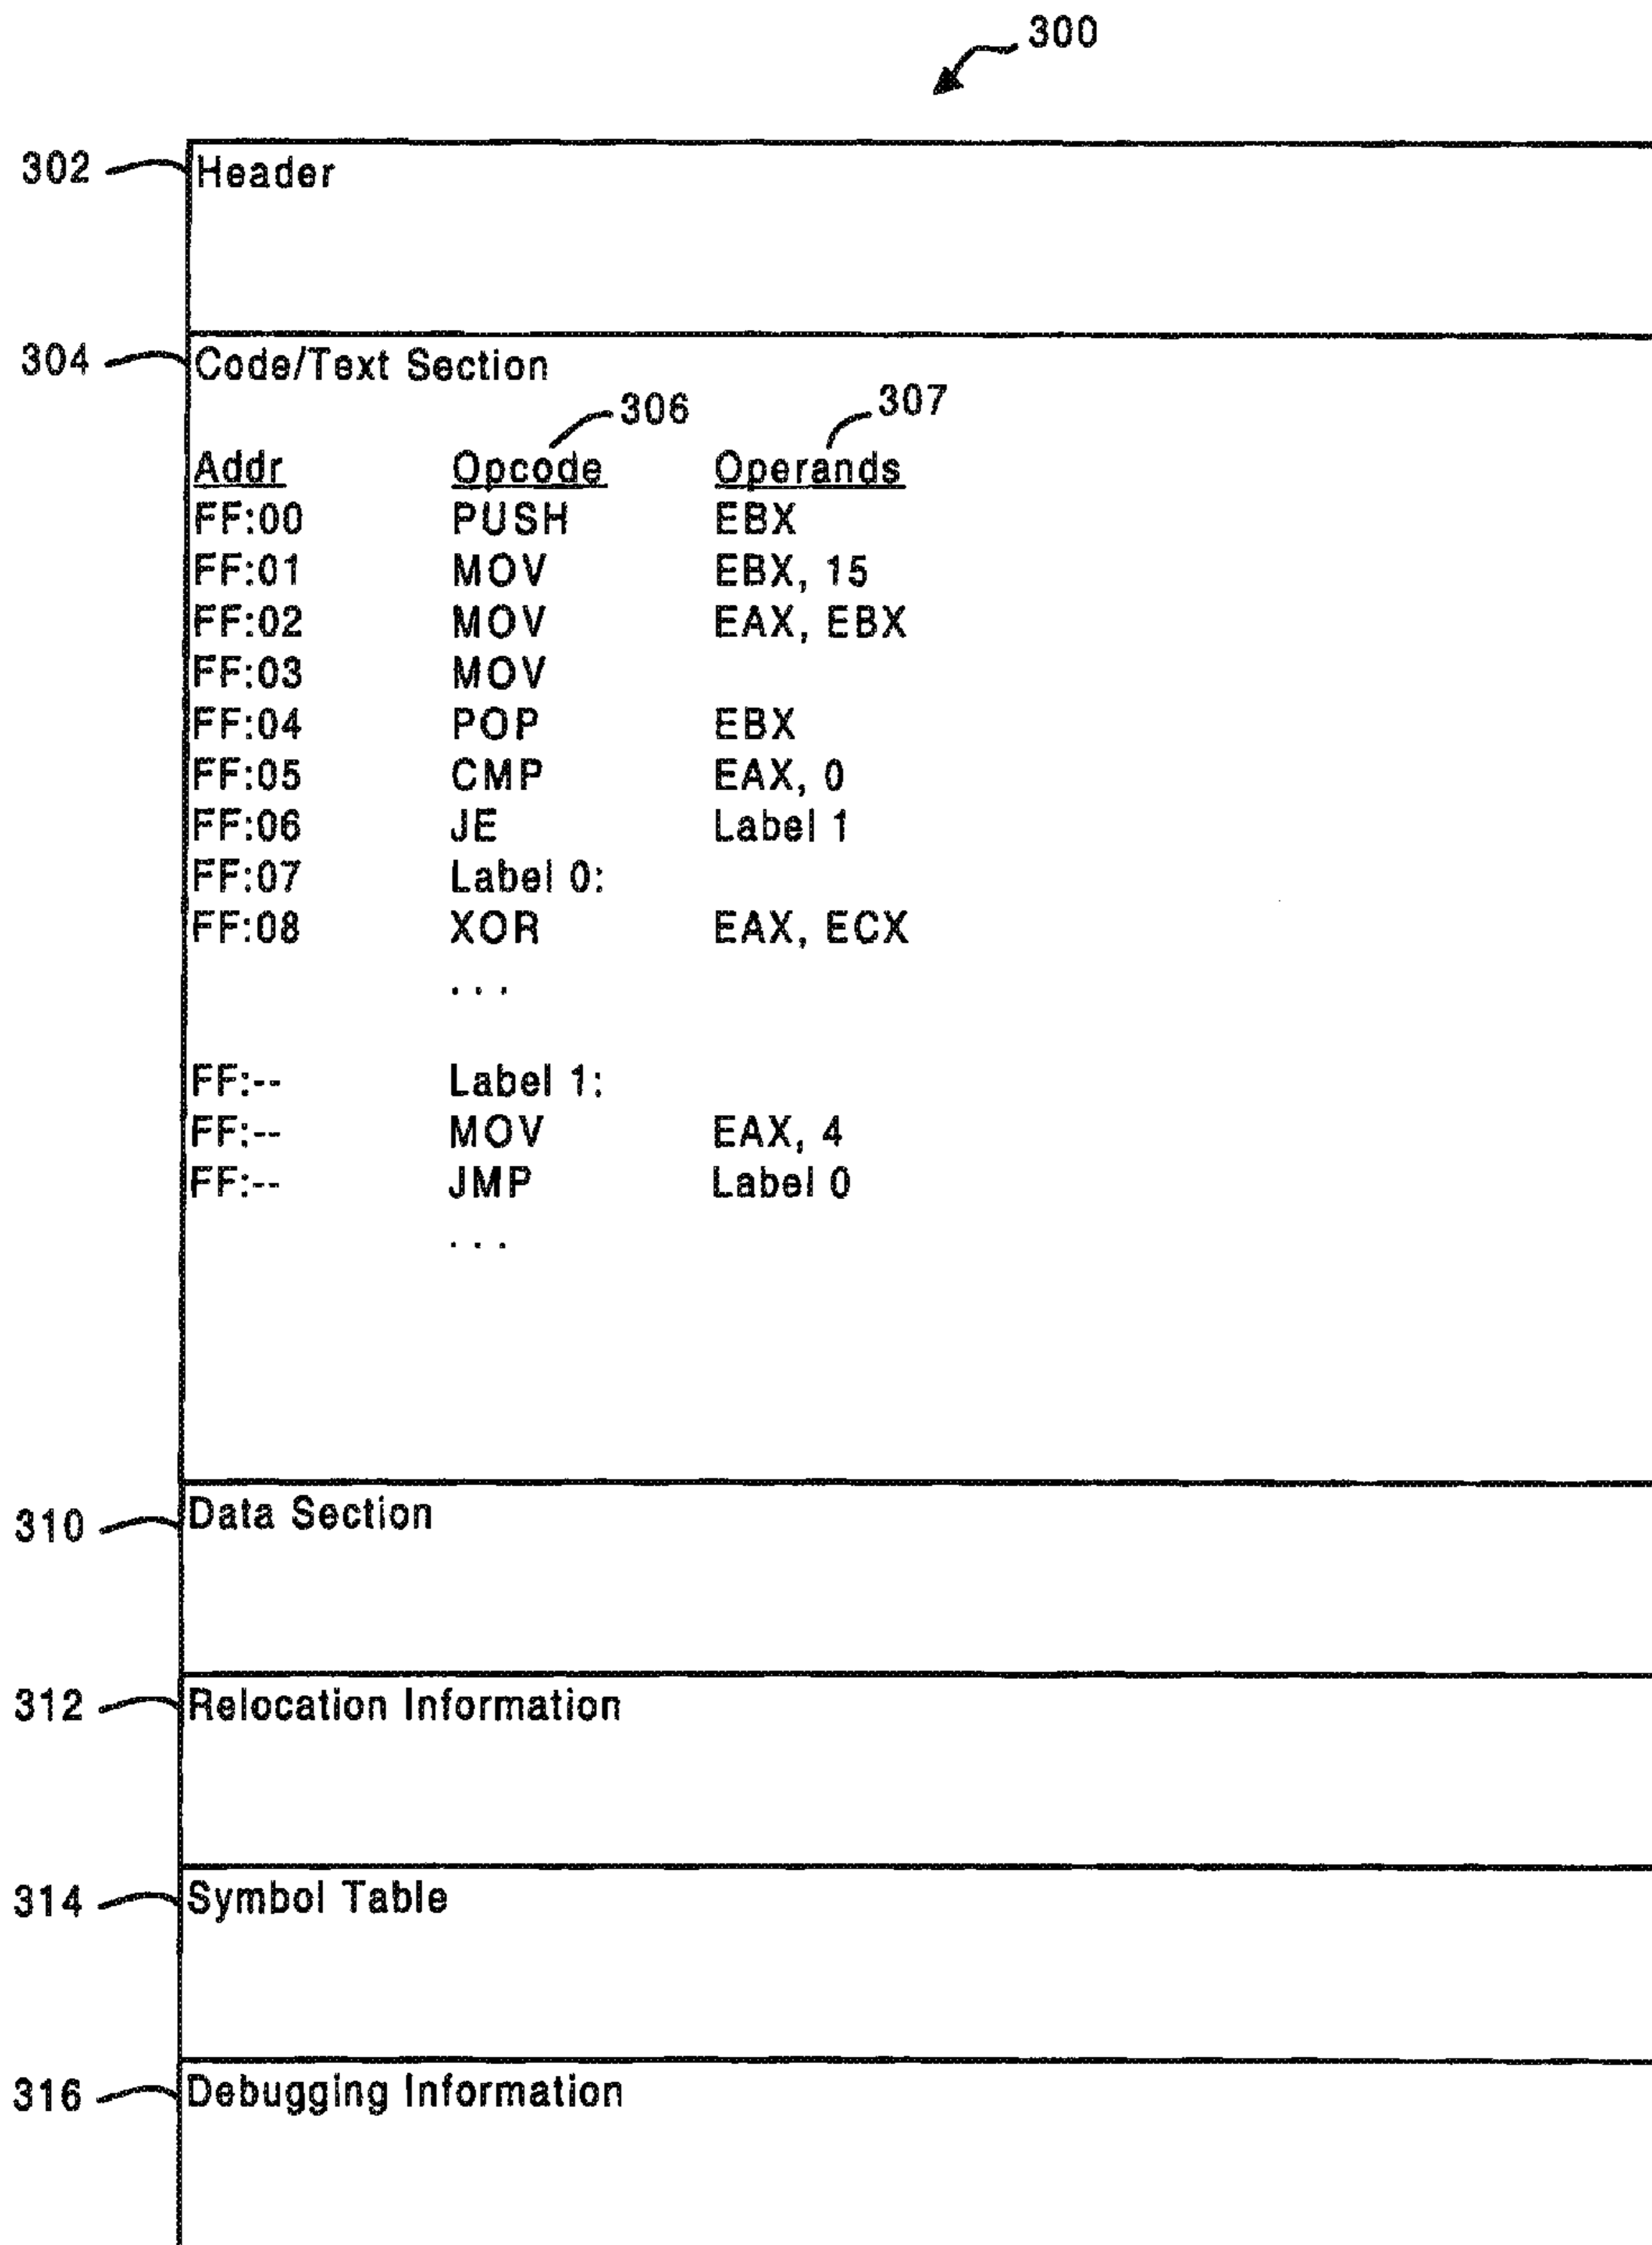 300
302 Header
304 Code/Text Section
306 307
Addr Opcode Operands
FF:00 PUSH EBX
FF:01 MOV EBX, 15
FF:02 MOV EAX, EBX
FF:03 MOV
FF:04 POP EBX
FF:05 CMP EAX, 0
FF:06 JE Label 1
FF:07 Label 0:
FF:08 XOR EAX, ECX
. . .
FF:-- Label 1:
FF:-- MOV EAX, 4
FF:-- JMP Label 0
. . .
310 Data Section
312 Relocation Information
314 Symbol Table
316 Debugging Information